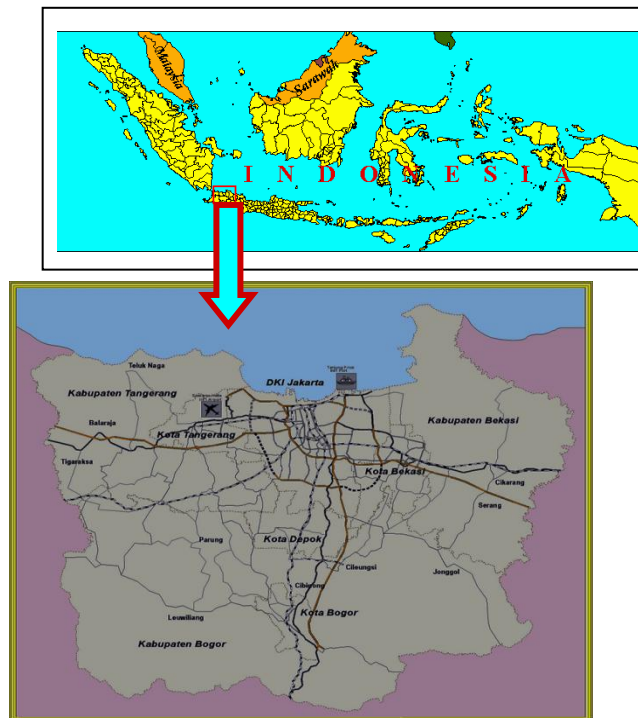 Malaysia
Sarawak
I N D O N E S I A
Teluk Naga
DKI Jakarta
Kabupaten Tangerang
Balaraja
Kota Tangerang
Kabupaten Bekasi
Tigaraksa
Kota Bekasi
Cikarang
Serang
Parung
Kota Depok
Cileungsi
Jonggol
Cibinong
Leuwiliang
Kota Bogor
Kabupaten Bogor